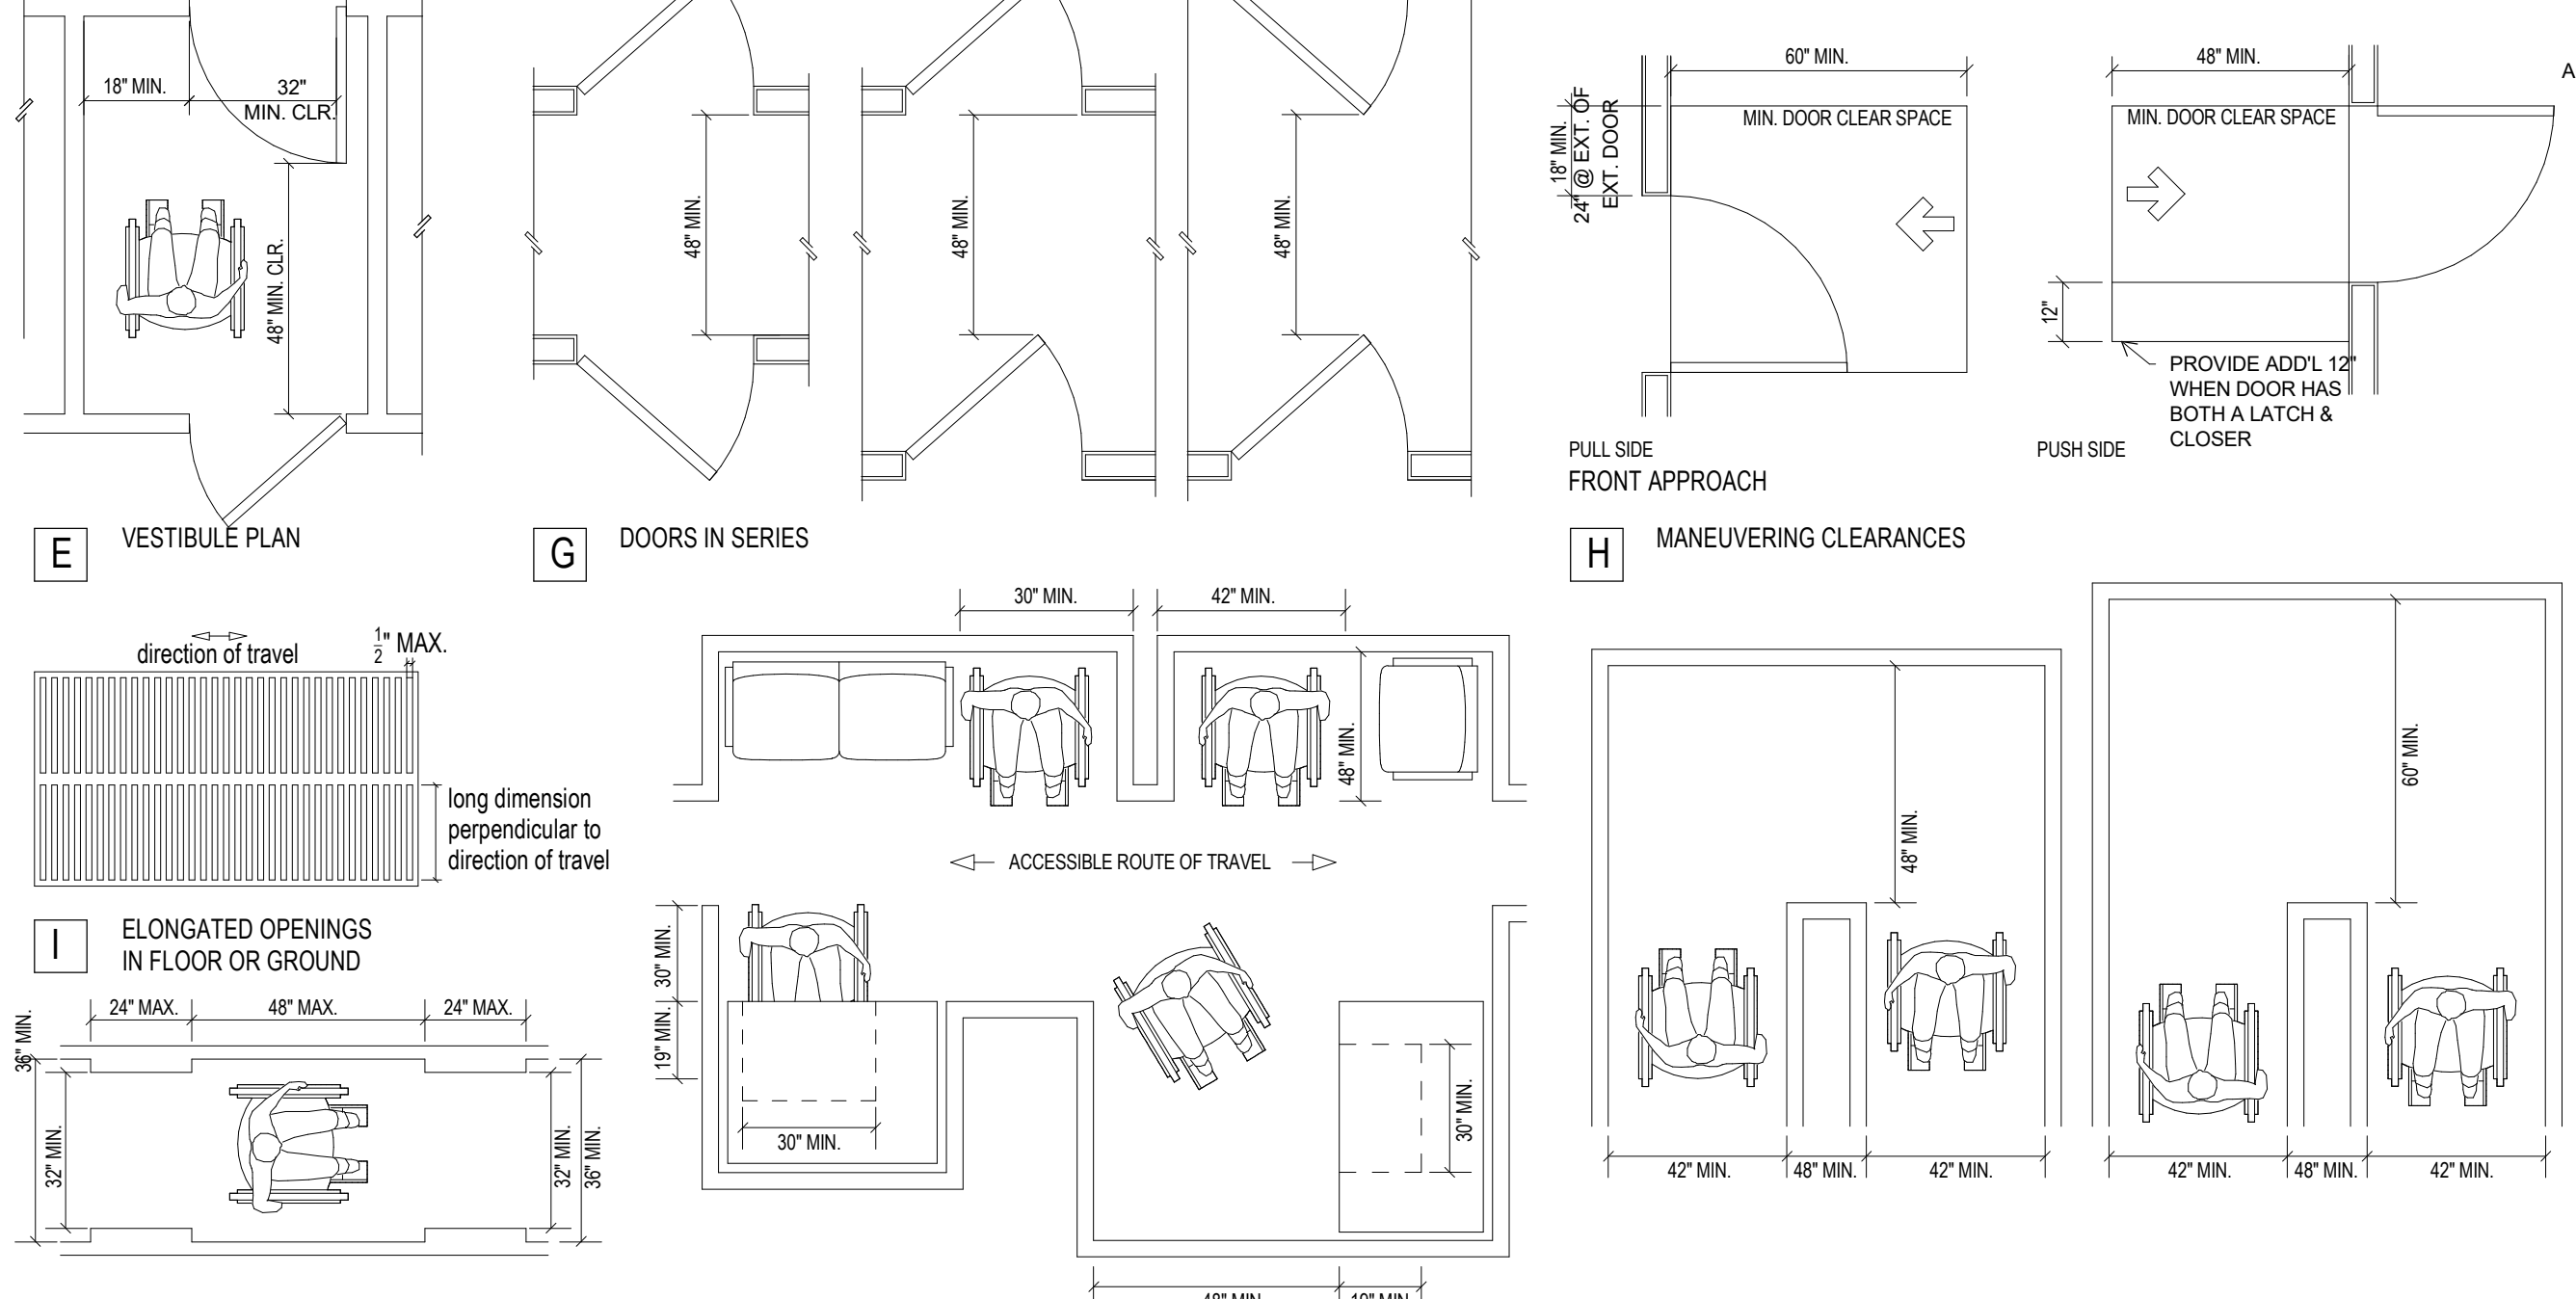 18" MIN.
32"
MIN. CLR.
48" MIN. CLR.
E
VESTIBULE PLAN
48" MIN.
48" MIN.
48" MIN.
G
DOORS IN SERIES
60" MIN.
MIN. DOOR CLEAR SPACE
18" MIN.
24" @ EXT. OF
EXT. DOOR
PULL SIDE
FRONT APPROACH
48" MIN.
MIN. DOOR CLEAR SPACE
12"
PROVIDE ADD'L 12"
WHEN DOOR HAS
BOTH A LATCH &
CLOSER
PUSH SIDE
A
H
MANEUVERING CLEARANCES
direction of travel
1/2" MAX.
long dimension
perpendicular to
direction of travel
I
ELONGATED OPENINGS
IN FLOOR OR GROUND
24" MAX.
48" MAX.
24" MAX.
36" MIN.
32" MIN.
32" MIN.
36" MIN.
30" MIN.
42" MIN.
48" MIN.
ACCESSIBLE ROUTE OF TRAVEL
30" MIN.
19" MIN.
30" MIN.
30" MIN.
48" MIN.
19" MIN.
48" MIN.
42" MIN.
48" MIN.
42" MIN.
60" MIN.
42" MIN.
48" MIN.
42" MIN.